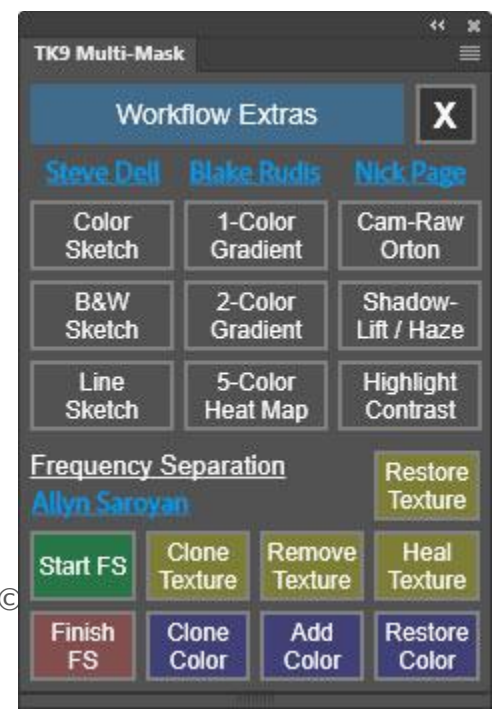 TK9 Multi-Mask
Workflow Extras
X
Steve Dell Blake Rudis Nick Page
Color Sketch
1-Color Gradient
Cam-Raw Orton
B&W Sketch
2-Color Gradient
Shadow-Lift / Haze
Line Sketch
5-Color Heat Map
Highlight Contrast
Frequency Separation
Allyn Saroyan
Restore Texture
Start FS
Clone Texture
Remove Texture
Heal Texture
©
Finish FS
Clone Color
Add Color
Restore Color